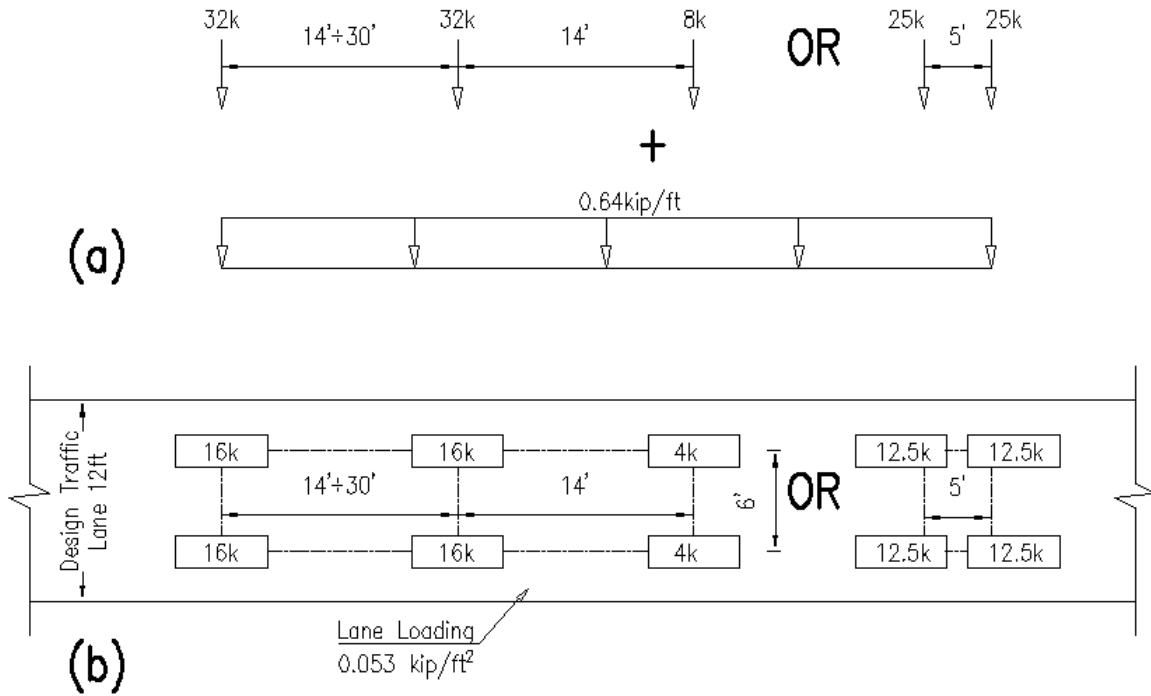 32k 14'÷30' 32k 14' 8k OR 25k 5' 25k
+
0.64kip/ft
(a)
Design Traffic
Lane 12ft
16k 16k 4k 12.5k 12.5k
14'÷30' 14' 6' OR 5'
16k 16k 4k 12.5k 12.5k
Lane Loading
0.053 kip/ft²
(b)